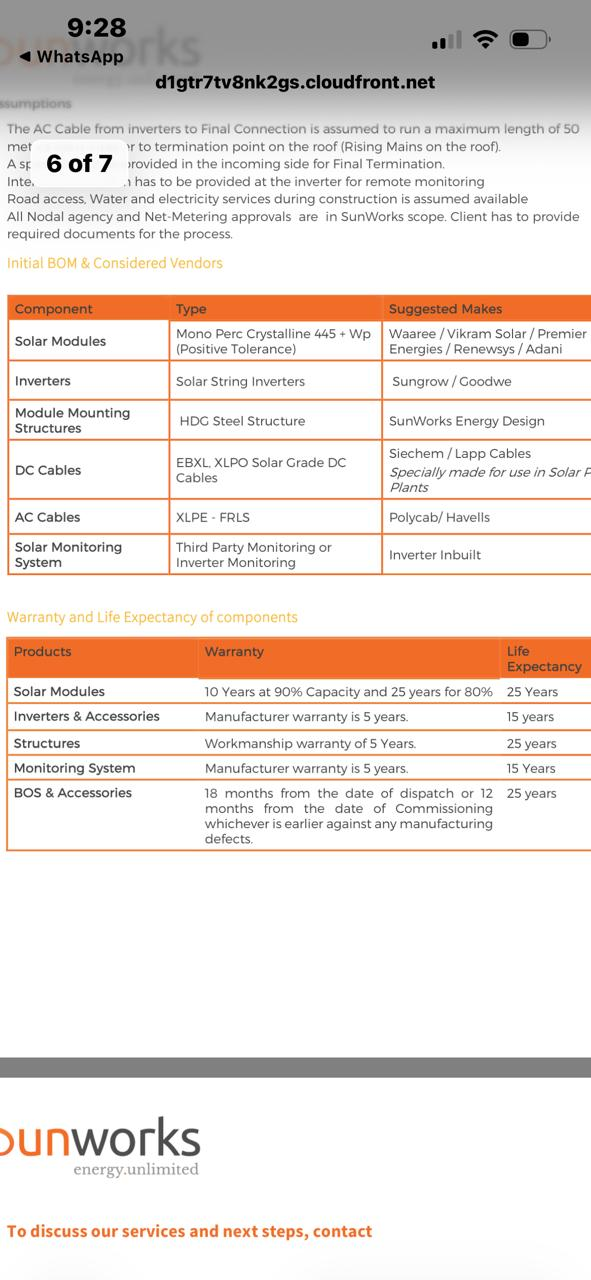 9:28
WhatsApp
d1gtr7tv8nk2gs.cloudfront.net
unworks
energy.unlimited
ssumptions
The AC Cable from inverters to Final Connection is assumed to run a maximum length of 50
er to termination point on the roof (Rising Mains on the roof).
6 of 7
A sp rovided in the incoming side for Final Termination.
has to be provided at the inverter for remote monitoring
Road access, Water and electricity services during construction is assumed available
All Nodal agency and Net-Metering approvals are in SunWorks scope. Client has to provide
required documents for the process.
Initial BOM & Considered Vendors
Component Type Suggested Makes
Solar Modules Mono Perc Crystalline 445 + Wp Waaree / Vikram Solar / Premier
(Positive Tolerance) Energies / Renewsys / Adani
Inverters Solar String Inverters Sungrow / Goodwe
Module Mounting HDG Steel Structure SunWorks Energy Design
Structures
DC Cables EBXL, XLPO Solar Grade DC Siechem / Lapp Cables
Cables Specially made for use in Solar P
Plants
AC Cables XLPE - FRLS Polycab/ Havells
Solar Monitoring Third Party Monitoring or Inverter Inbuilt
System Inverter Monitoring
Warranty and Life Expectancy of components
Products Warranty Life
Expectancy
Solar Modules 10 Years at 90% Capacity and 25 years for 80% 25 Years
Inverters & Accessories Manufacturer warranty is 5 years. 15 years
Structures Workmanship warranty of 5 Years. 25 years
Monitoring System Manufacturer warranty is 5 years. 15 Years
BOS & Accessories 18 months from the date of dispatch or 12 25 years
months from the date of Commissioning
whichever is earlier against any manufacturing
defects.
unworks
energy.unlimited
To discuss our services and next steps, contact